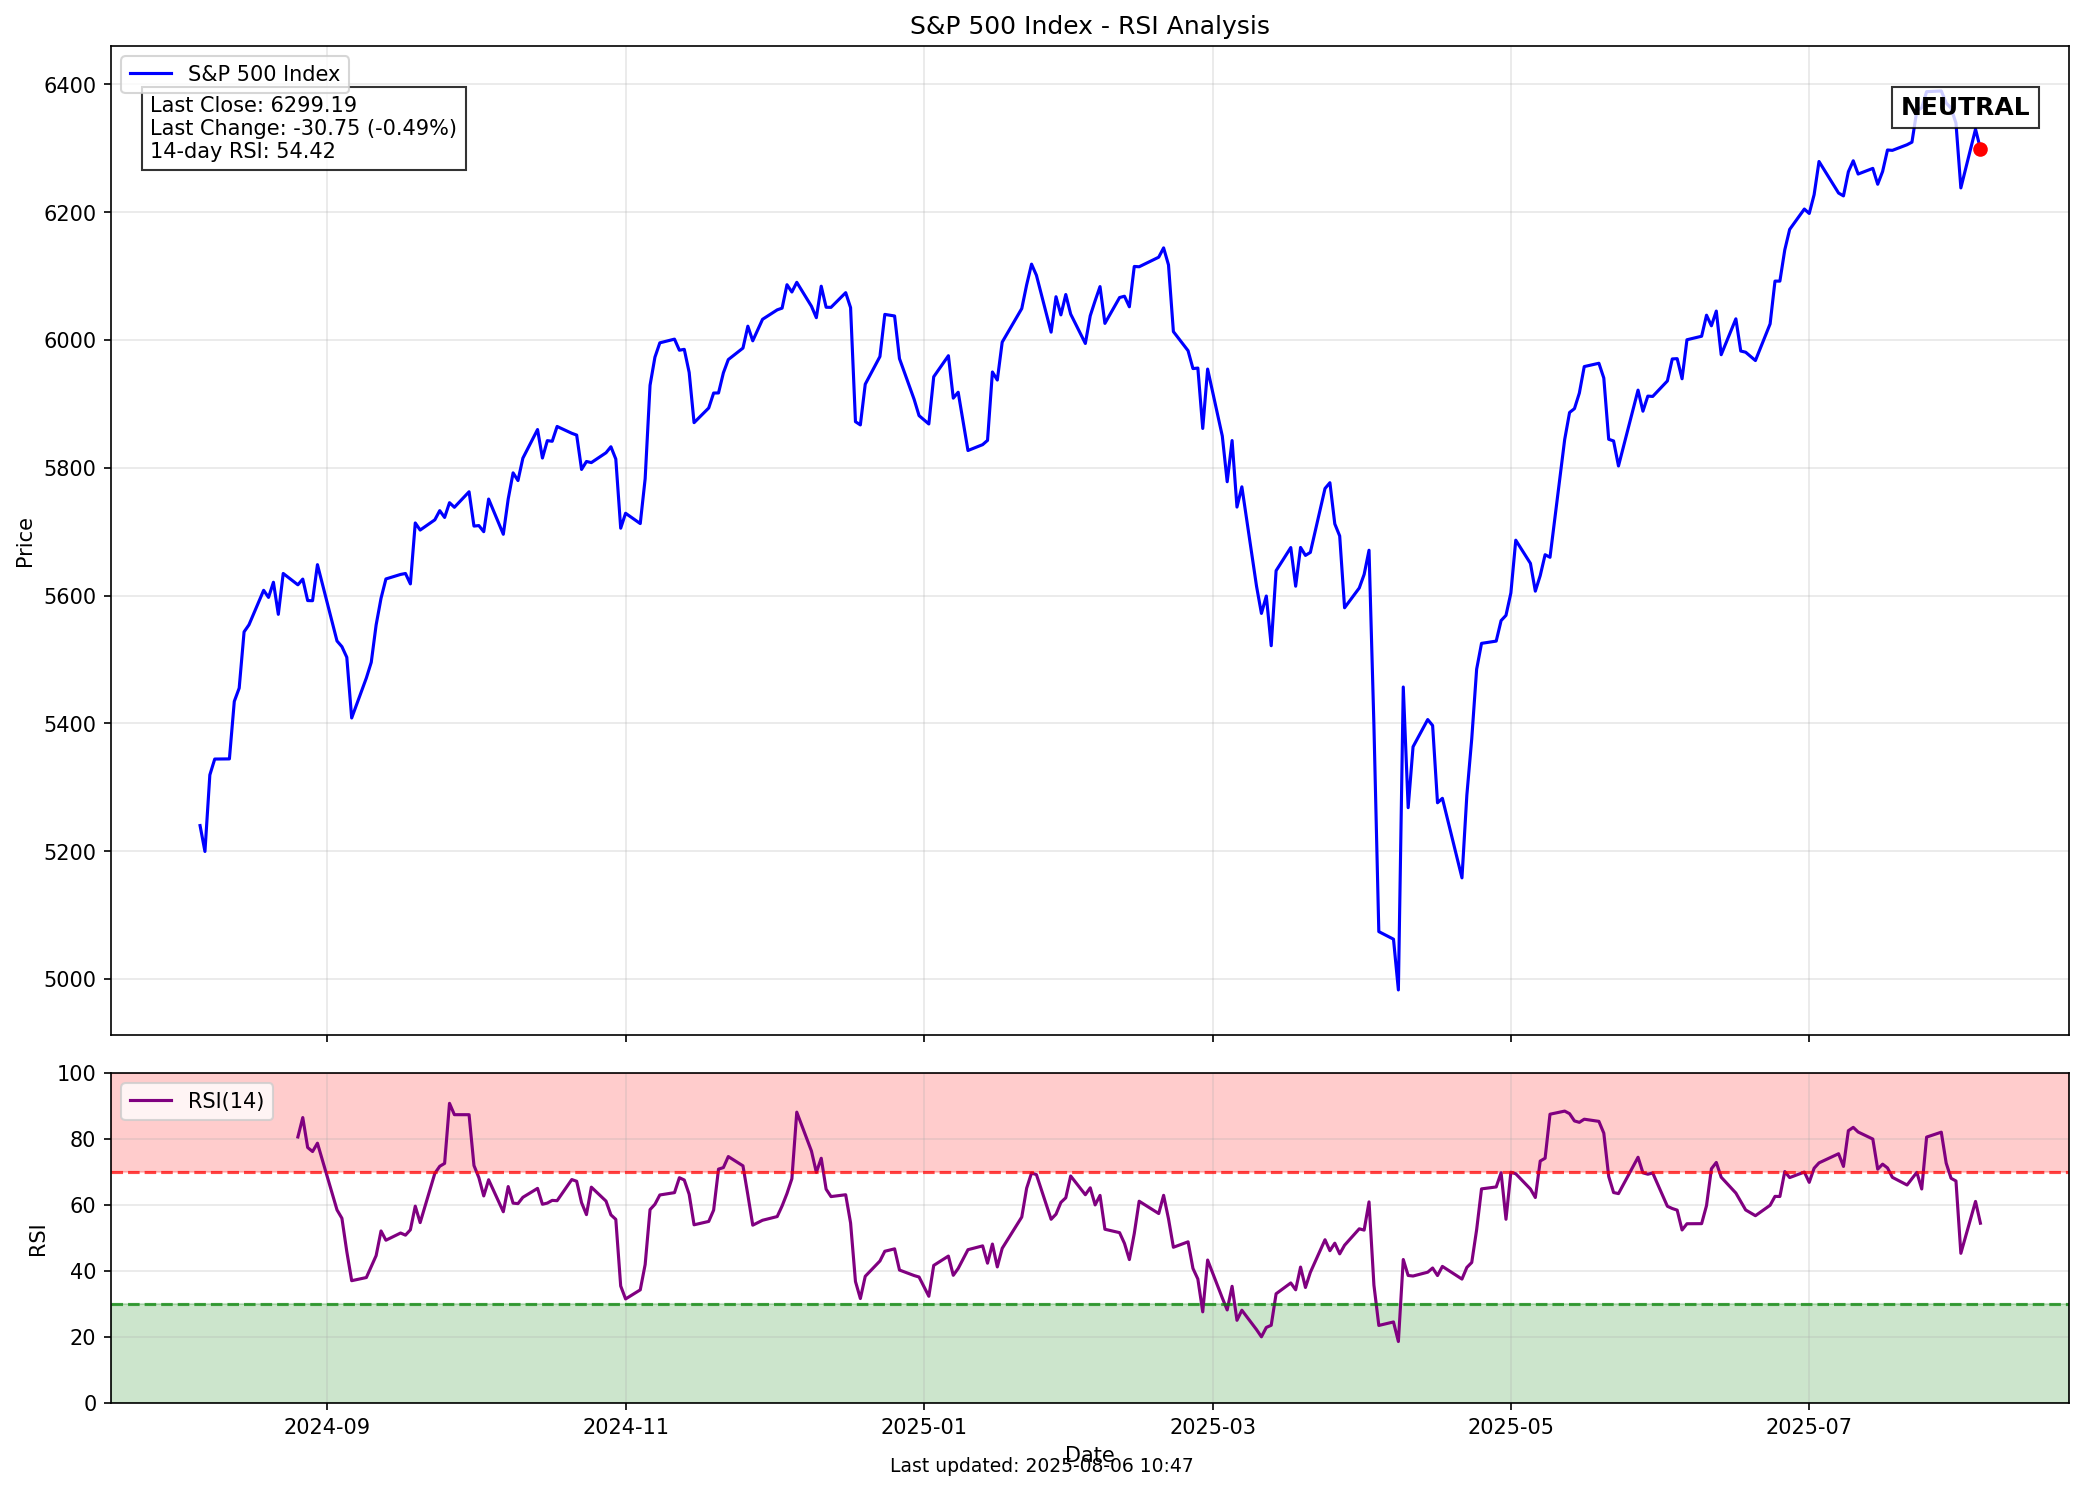 S&P 500 Index - RSI Analysis
S&P 500 Index
Last Close: 6299.19
Last Change: -30.75 (-0.49%)
14-day RSI: 54.42
NEUTRAL
Price
6400
6200
6000
5800
5600
5400
5200
5000
RSI(14)
RSI
100
80
60
40
20
0
2024-09
2024-11
2025-01
2025-03
2025-05
2025-07
Date
Last updated: 2025-08-06 10:47